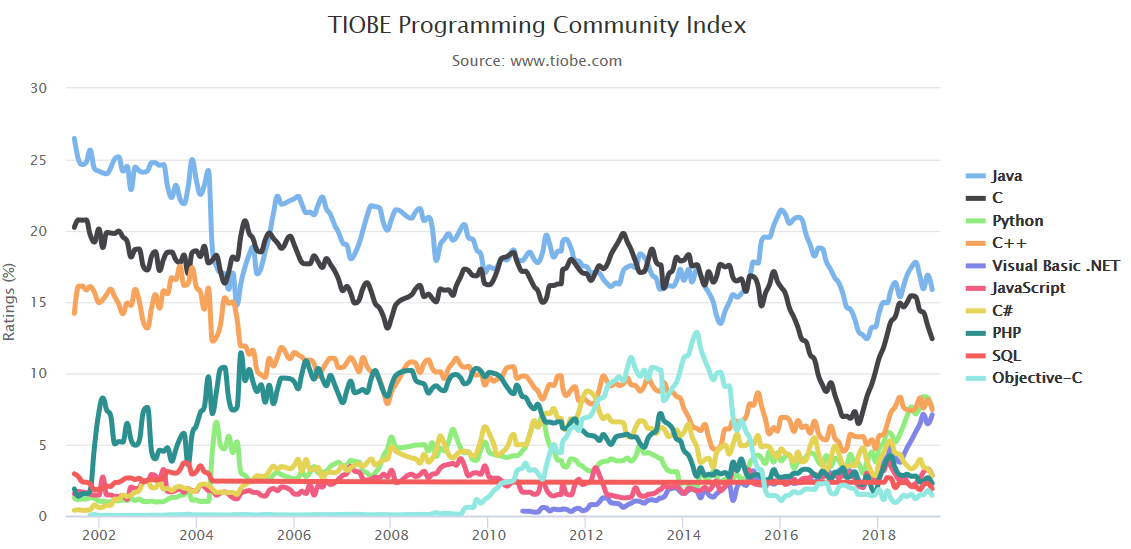 TIOBE Programming Community Index
Source: www.tiobe.com
Ratings (%)
30
25
20
15
10
5
0
2002 2004 2006 2008 2010 2012 2014 2016 2018
Java
C
Python
C++
Visual Basic .NET
JavaScript
C#
PHP
SQL
Objective-C